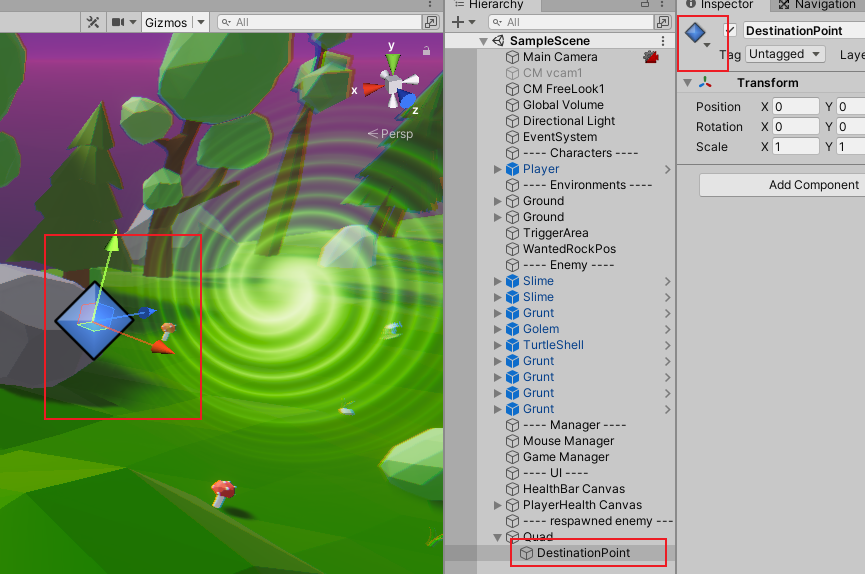 Gizmos
All
y
x
z
Persp
Hierarchy
All
SampleScene
Main Camera
CM vcam1
CM FreeLook1
Global Volume
Directional Light
EventSystem
---- Characters ----
Player
---- Environments ----
Ground
Ground
TriggerArea
WantedRockPos
---- Enemy ----
Slime
Slime
Grunt
Golem
TurtleShell
Grunt
Grunt
Grunt
Grunt
---- Manager ----
Mouse Manager
Game Manager
---- UI ----
HealthBar Canvas
PlayerHealth Canvas
---- respawned enemy ---
Quad
DestinationPoint
Inspector Navigation
DestinationPoint
Tag Untagged Laye
Transform
Position X 0 Y 0
Rotation X 0 Y 0
Scale X 1 Y 1
Add Component